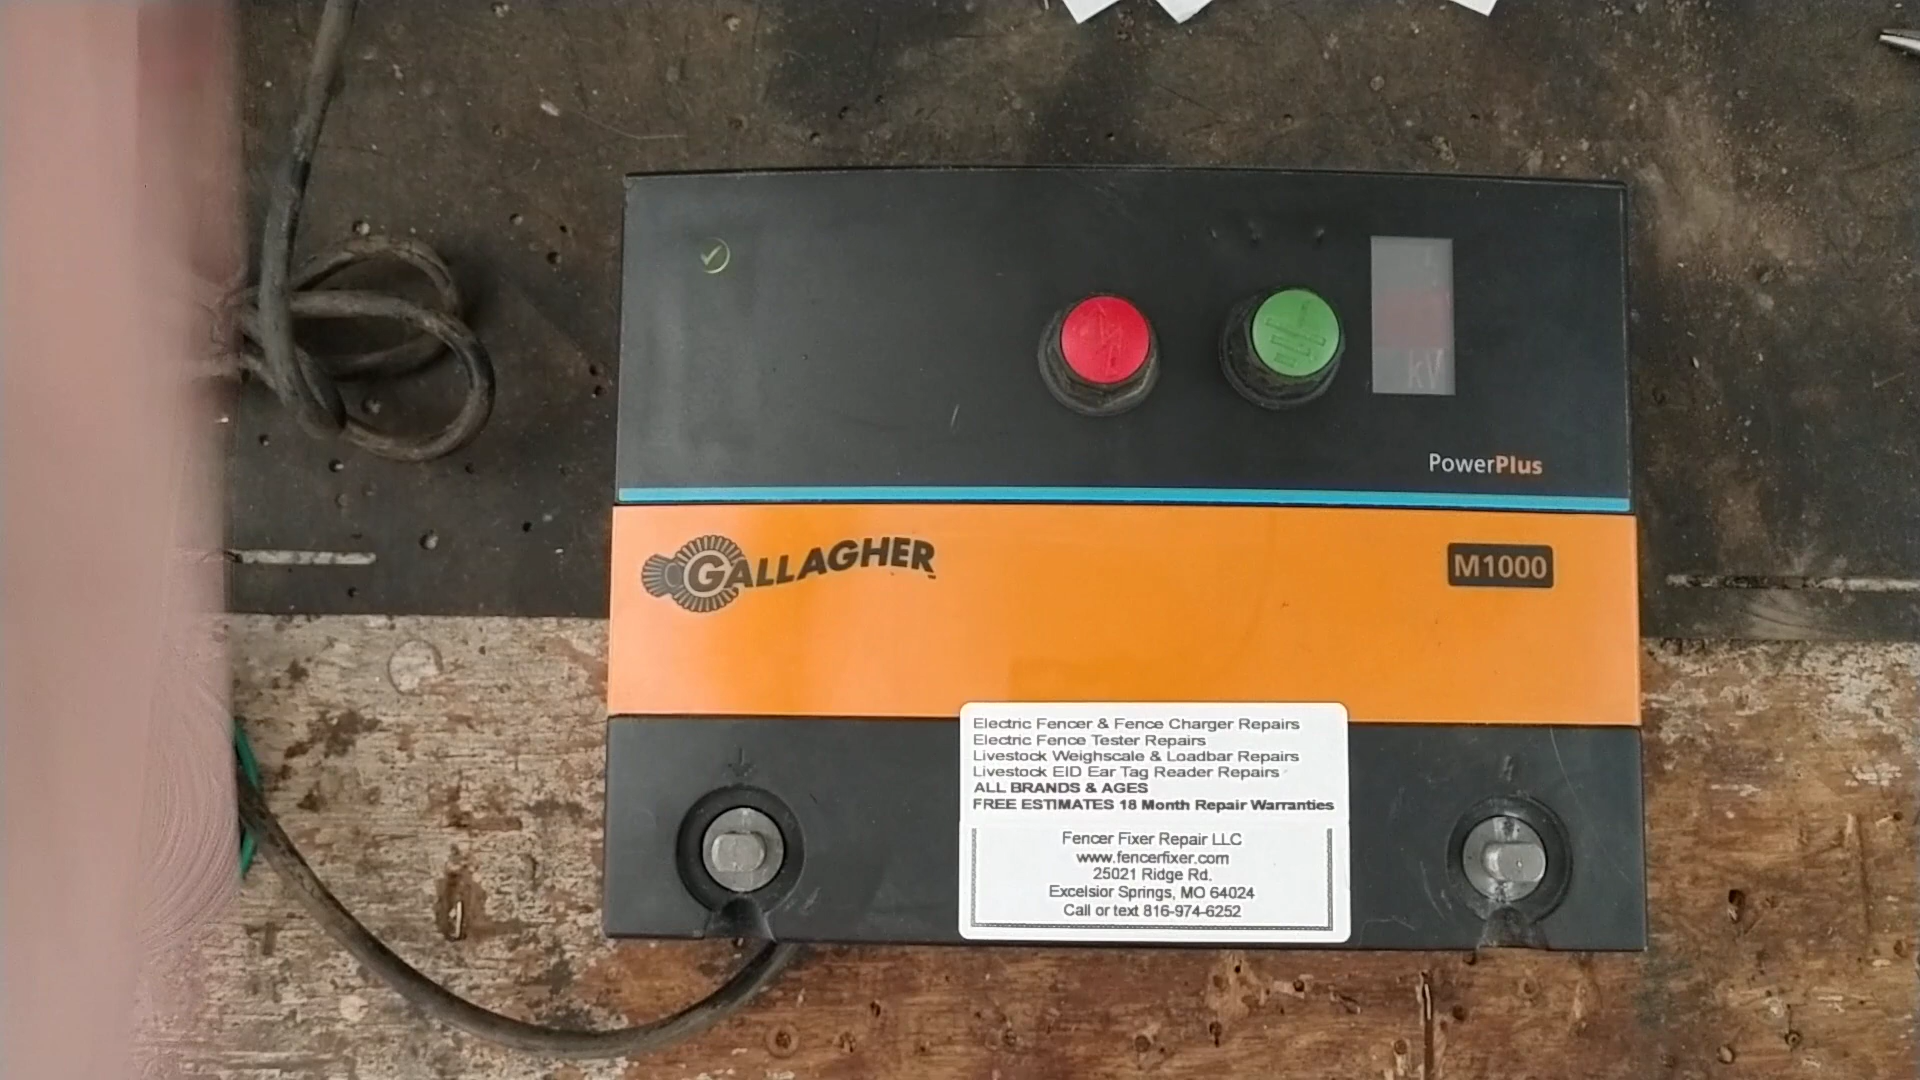 kV
PowerPlus
GALLAGHER
M1000
Electric Fencer & Fence Charger Repairs
Electric Fence Tester Repairs
Livestock Weighscale & Loadbar Repairs
Livestock EID Ear Tag Reader Repairs
ALL BRANDS & AGES
FREE ESTIMATES 18 Month Repair Warranties
Fencer Fixer Repair LLC
www.fencerfixer.com
25021 Ridge Rd.
Excelsior Springs, MO 64024
Call or text 816-974-6252